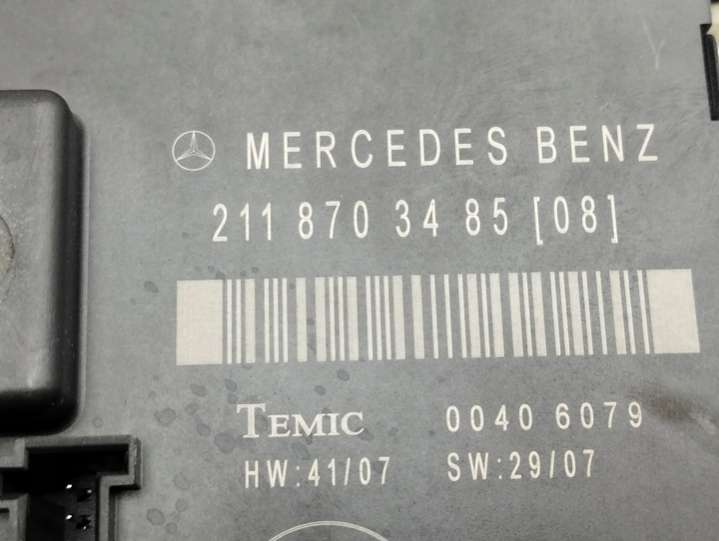 MERCEDES BENZ
211 870 34 85 [08]
TEMIC 0040 6079
HW:41/07 SW:29/07